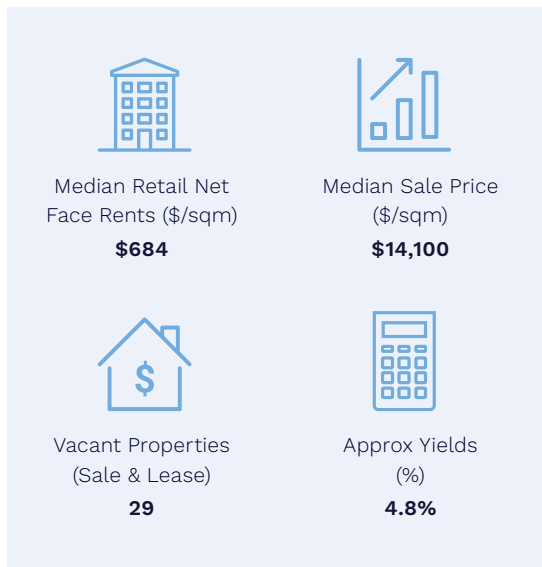 Median Retail Net
Face Rents ($/sqm)
$684
Median Sale Price
($/sqm)
$14,100
$
Vacant Properties
(Sale & Lease)
29
Approx Yields
(%)
4.8%